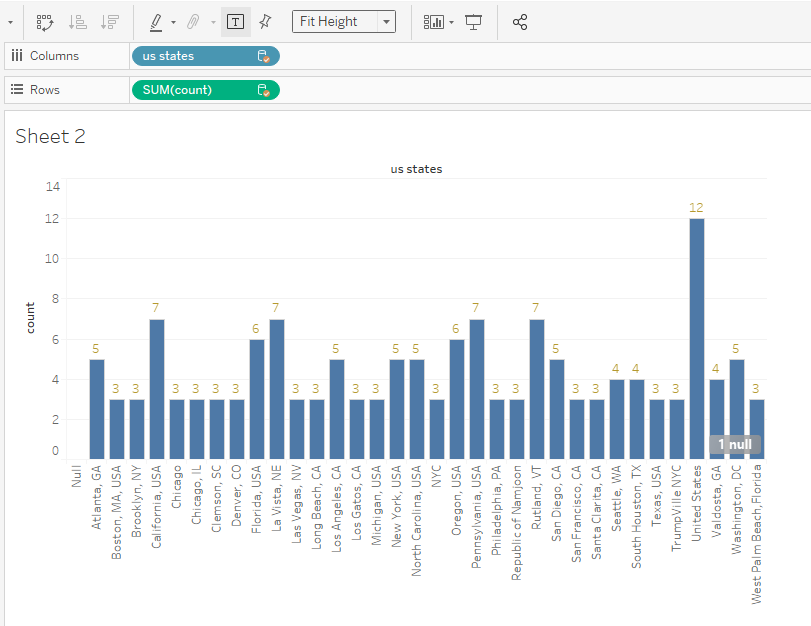 T
Fit Height
Columns
us states
Rows
SUM(count)
Sheet 2
us states
count
14
12
10
8
6
4
2
0
5
3
3
7
3
3
3
3
6
7
3
3
5
3
3
5
5
3
6
7
3
3
7
5
3
3
4
4
3
3
12
4
5
3
1 null
Null
Atlanta, GA
Boston, MA, USA
Brooklyn, NY
California, USA
Chicago
Chicago, IL
Clemson, SC
Denver, CO
Florida, USA
La Vista, NE
Las Vegas, NV
Long Beach, CA
Los Angeles, CA
Los Gatos, CA
Michigan, USA
New York, USA
North Carolina, USA
NYC
Oregon, USA
Pennsylvania, USA
Philadelphia, PA
Republic of Namjoon
Rutland, VT
San Diego, CA
San Francisco, CA
Santa Clarita, CA
Seattle, WA
South Houston, TX
Texas, USA
TrumpVille NYC
United States
Valdosta, GA
Washington, DC
West Palm Beach,Florida